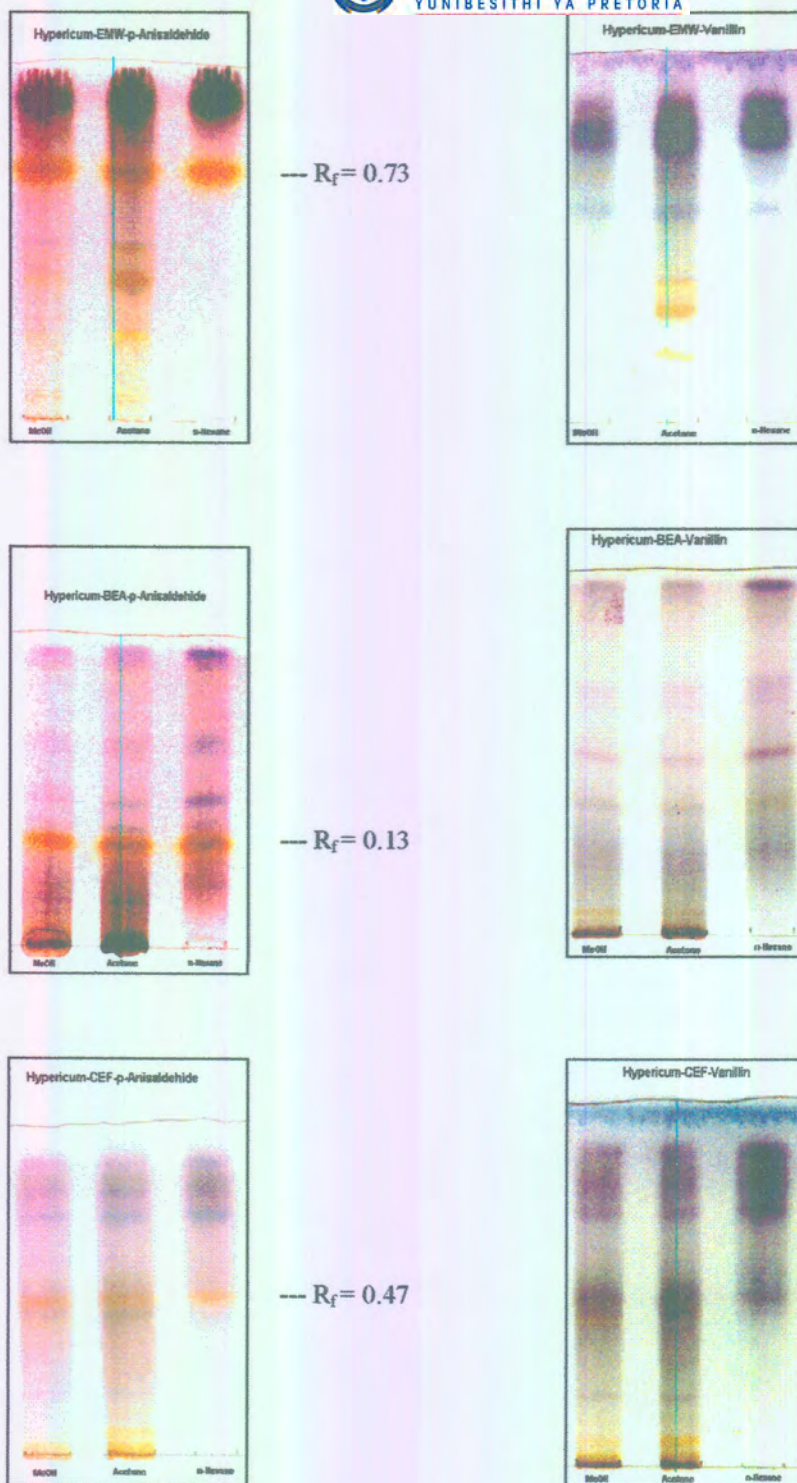 YUNIBESITHI YA PRETORIA
Hypericum-EMW-p-Anisaldehide
MeOH Acetone n-Hexane
--- Rf = 0.73
Hypericum-EMW-Vanillin
MeOH Acetone n-Hexane
Hypericum-BEA-p-Anisaldehide
MeOH Acetone n-Hexane
--- Rf = 0.13
Hypericum-BEA-Vanillin
MeOH Acetone n-Hexane
Hypericum-CEF-p-Anisaldehide
MeOH Acetone n-Hexane
--- Rf = 0.47
Hypericum-CEF-Vanillin
MeOH Acetone n-Hexane